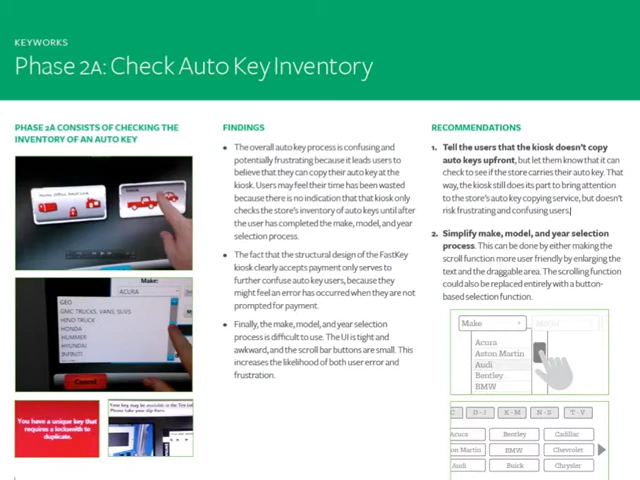 KEYWORKS
Phase 2A: Check Auto Key Inventory
PHASE 2A CONSISTS OF CHECKING THE
INVENTORY OF AN AUTO KEY
Make:
ACURA
GEO
GMC TRUCKS, VANS, SUVS
HINO TRUCK
HONDA
HUMMER
HYUNDAI
INFINITI
Cancel
You have a unique key that
requires a locksmith to
duplicate.
Your key may be available in the
Please take your slip here.
FINDINGS
• The overall auto key process is confusing and
potentially frustrating because it leads users to
believe that they can copy their auto key at the
kiosk. Users may feel their time has been wasted
because there is no indication that that kiosk only
checks the store's inventory of auto keys until after
the user has completed the make, model, and year
selection process.
• The fact that the structural design of the FastKey
kiosk clearly accepts payment only serves to
further confuse auto key users, because they
might feel an error has occurred when they are not
prompted for payment.
• Finally, the make, model, and year selection
process is difficult to use. The UI is tight and
awkward, and the scroll bar buttons are small. This
increases the likelihood of both user error and
frustration.
RECOMMENDATIONS
1. Tell the users that the kiosk doesn't copy
auto keys upfront, but let them know that it can
check to see if the store carries their auto key. That
way, the kiosk still does its part to bring attention
to the store's auto key copying service, but doesn't
risk frustrating and confusing users.
2. Simplify make, model, and year selection
process. This can be done by either making the
scroll function more user friendly by enlarging the
text and the draggable area. The scrolling function
could also be replaced entirely with a button-
based selection function.
Make
Acura
Aston Martin
Audi
Bentley
BMW
C D - J K - M N - S T - V
Acura Bentley Cadillac
on Martin BMW Chevrolet
Audi Buick Chrysler